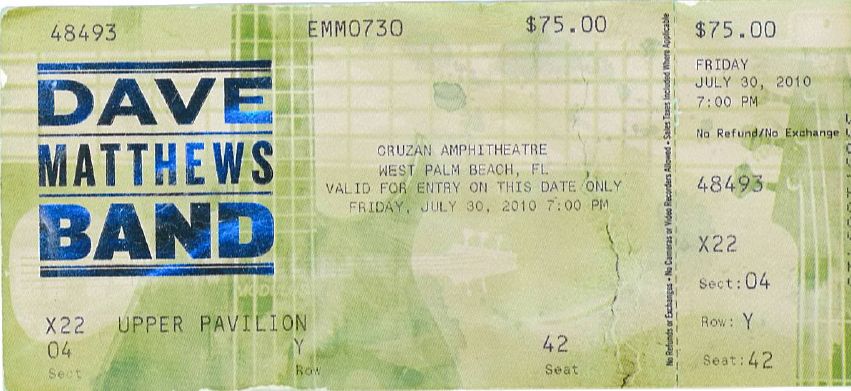 48493 EMM0730 $75.00
DAVE
MATTHEWS
BAND
CRUZAN AMPHITHEATRE
WEST PALM BEACH, FL
VALID FOR ENTRY ON THIS DATE ONLY
FRIDAY, JULY 30, 2010 7:00 PM
X22 UPPER PAVILION
04 Y 42
Sect Row Seat
No Refunds or Exchanges • No Cameras or Video Recorders Allowed • Sales Taxes Included Where Applicable
$75.00
FRIDAY
JULY 30, 2010
7:00 PM
No Refund/No Exchange
48493
X22
Sect: 04
Row: Y
Seat: 42